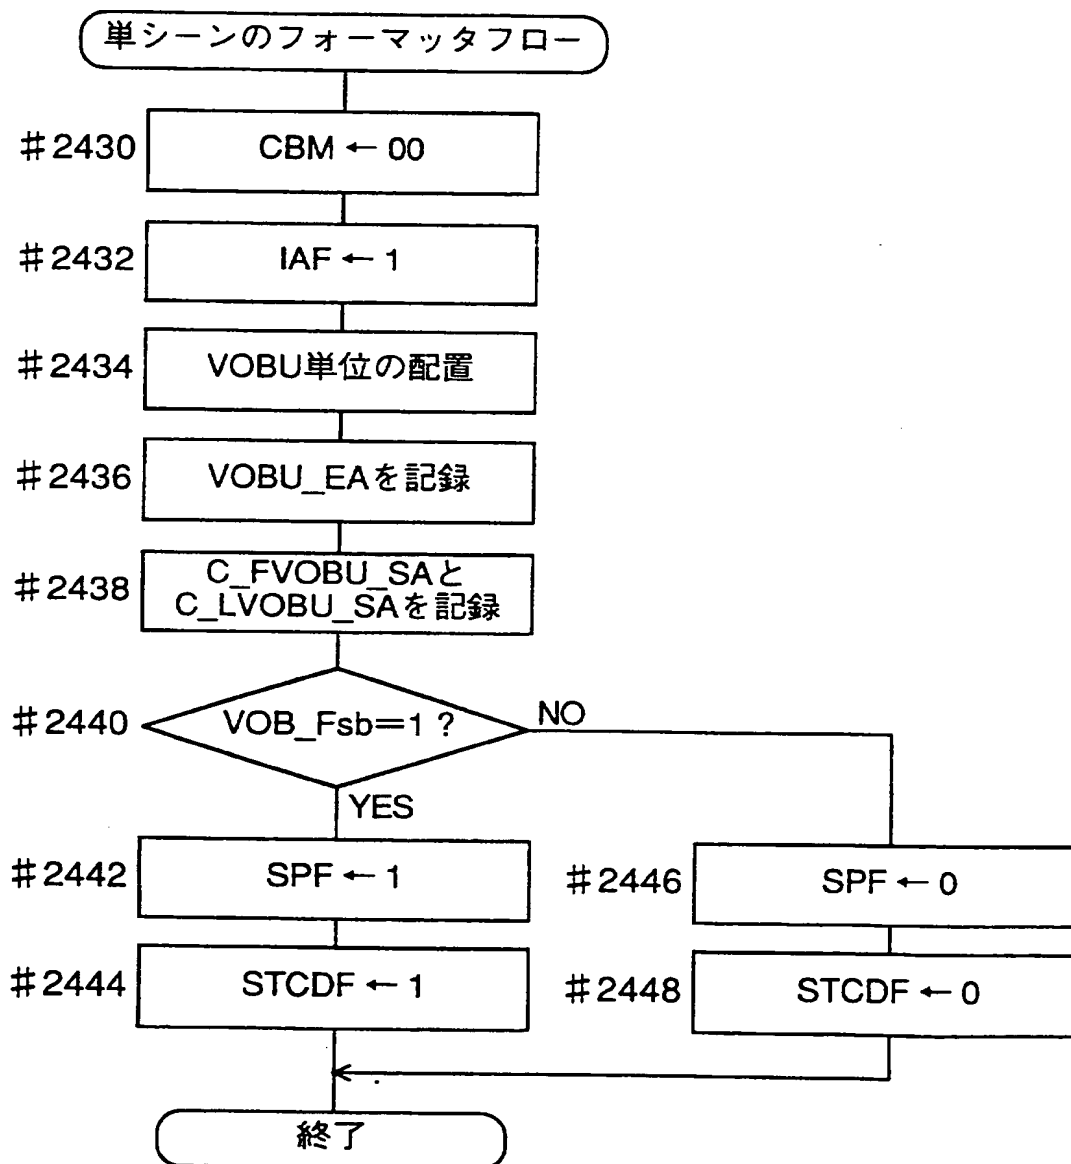 単シーンのフォーマッタフロー
#2430
CBM ← 00
#2432
IAF ← 1
#2434
VOBU単位の配置
#2436
VOBU_EAを記録
#2438
C_FVOBU_SAと
C_LVOBU_SAを記録
#2440
VOB_Fsb=1 ?
NO
YES
#2442
SPF ← 1
#2446
SPF ← 0
#2444
STCDF ← 1
#2448
STCDF ← 0
終了